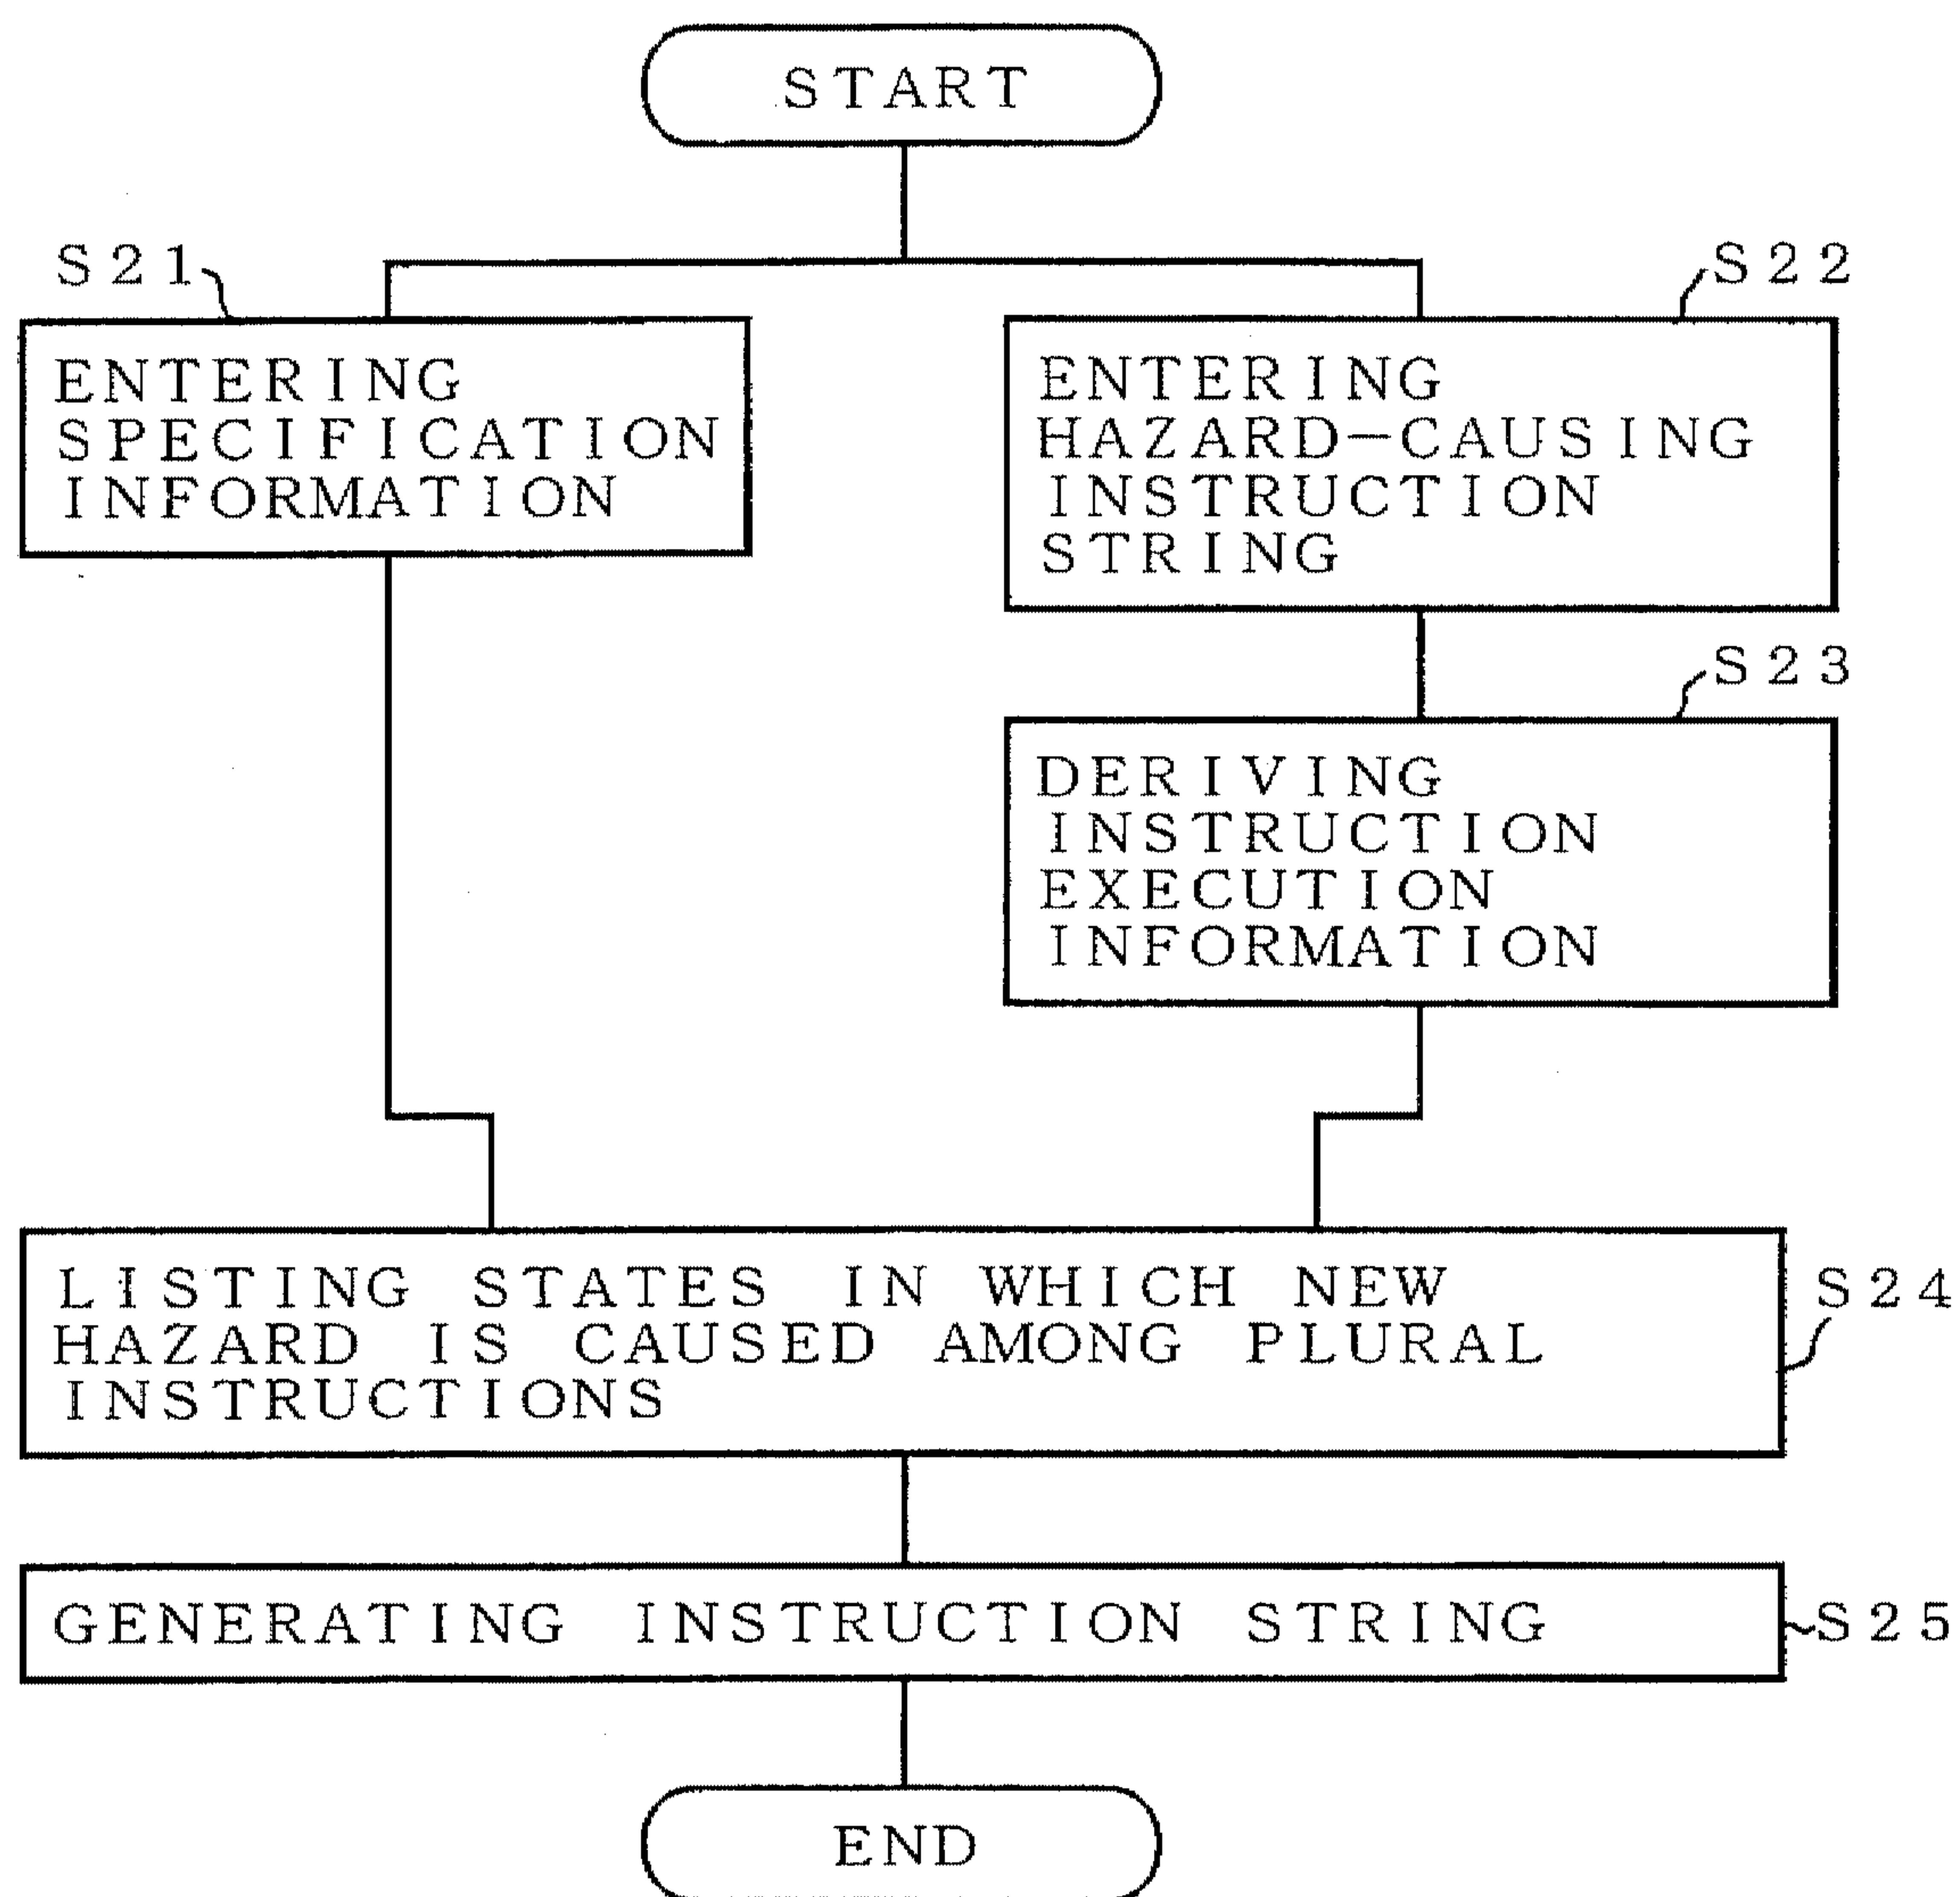 START
S21
ENTERING
SPECIFICATION
INFORMATION
S22
ENTERING
HAZARD-CAUSING
INSTRUCTION
STRING
S23
DERIVING
INSTRUCTION
EXECUTION
INFORMATION
LISTING STATES IN WHICH NEW
HAZARD IS CAUSED AMONG PLURAL
INSTRUCTIONS
S24
GENERATING INSTRUCTION STRING
S25
END